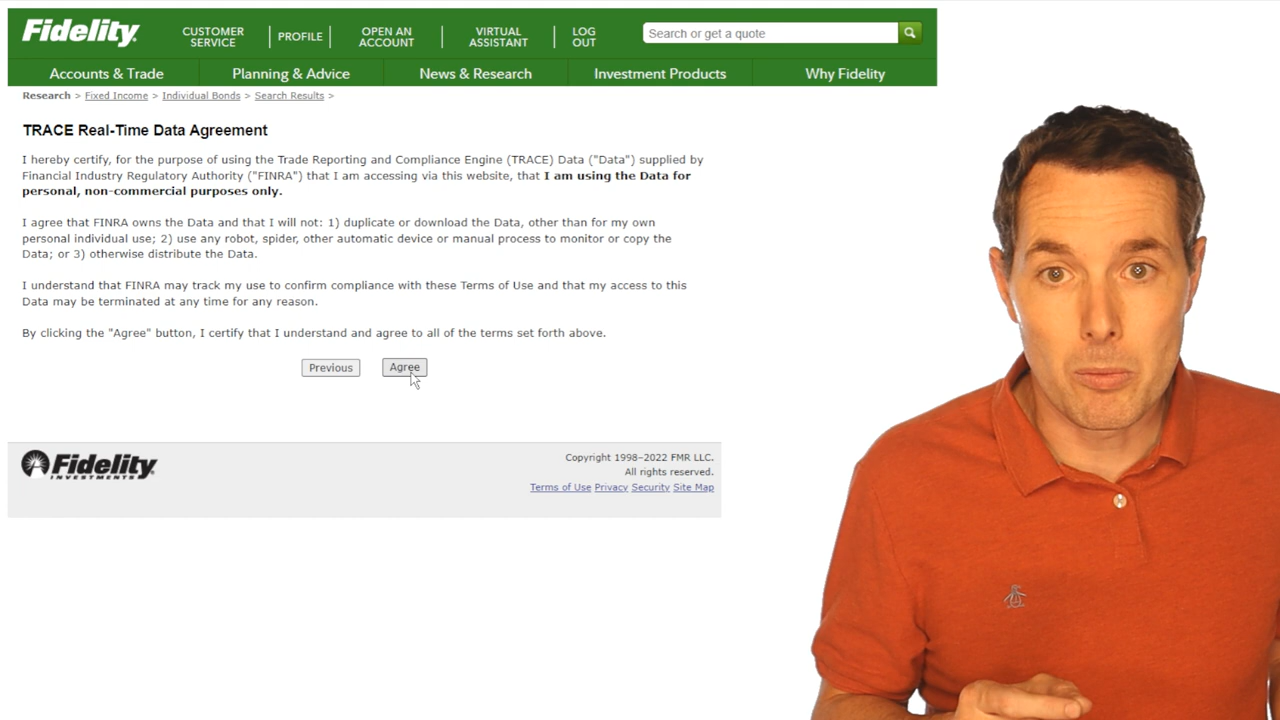 Fidelity
CUSTOMER SERVICE
PROFILE
OPEN AN ACCOUNT
VIRTUAL ASSISTANT
LOG OUT
Search or get a quote
Accounts & Trade
Planning & Advice
News & Research
Investment Products
Why Fidelity
Research > Fixed Income > Individual Bonds > Search Results >
TRACE Real-Time Data Agreement
I hereby certify, for the purpose of using the Trade Reporting and Compliance Engine (TRACE) Data ("Data") supplied by
Financial Industry Regulatory Authority ("FINRA") that I am accessing via this website, that I am using the Data for
personal, non-commercial purposes only.
I agree that FINRA owns the Data and that I will not: 1) duplicate or download the Data, other than for my own
personal individual use; 2) use any robot, spider, other automatic device or manual process to monitor or copy the
Data; or 3) otherwise distribute the Data.
I understand that FINRA may track my use to confirm compliance with these Terms of Use and that my access to this
Data may be terminated at any time for any reason.
By clicking the "Agree" button, I certify that I understand and agree to all of the terms set forth above.
Previous
Agree
Fidelity
INVESTMENTS
Copyright 1998–2022 FMR LLC.
All rights reserved.
Terms of Use Privacy Security Site Map